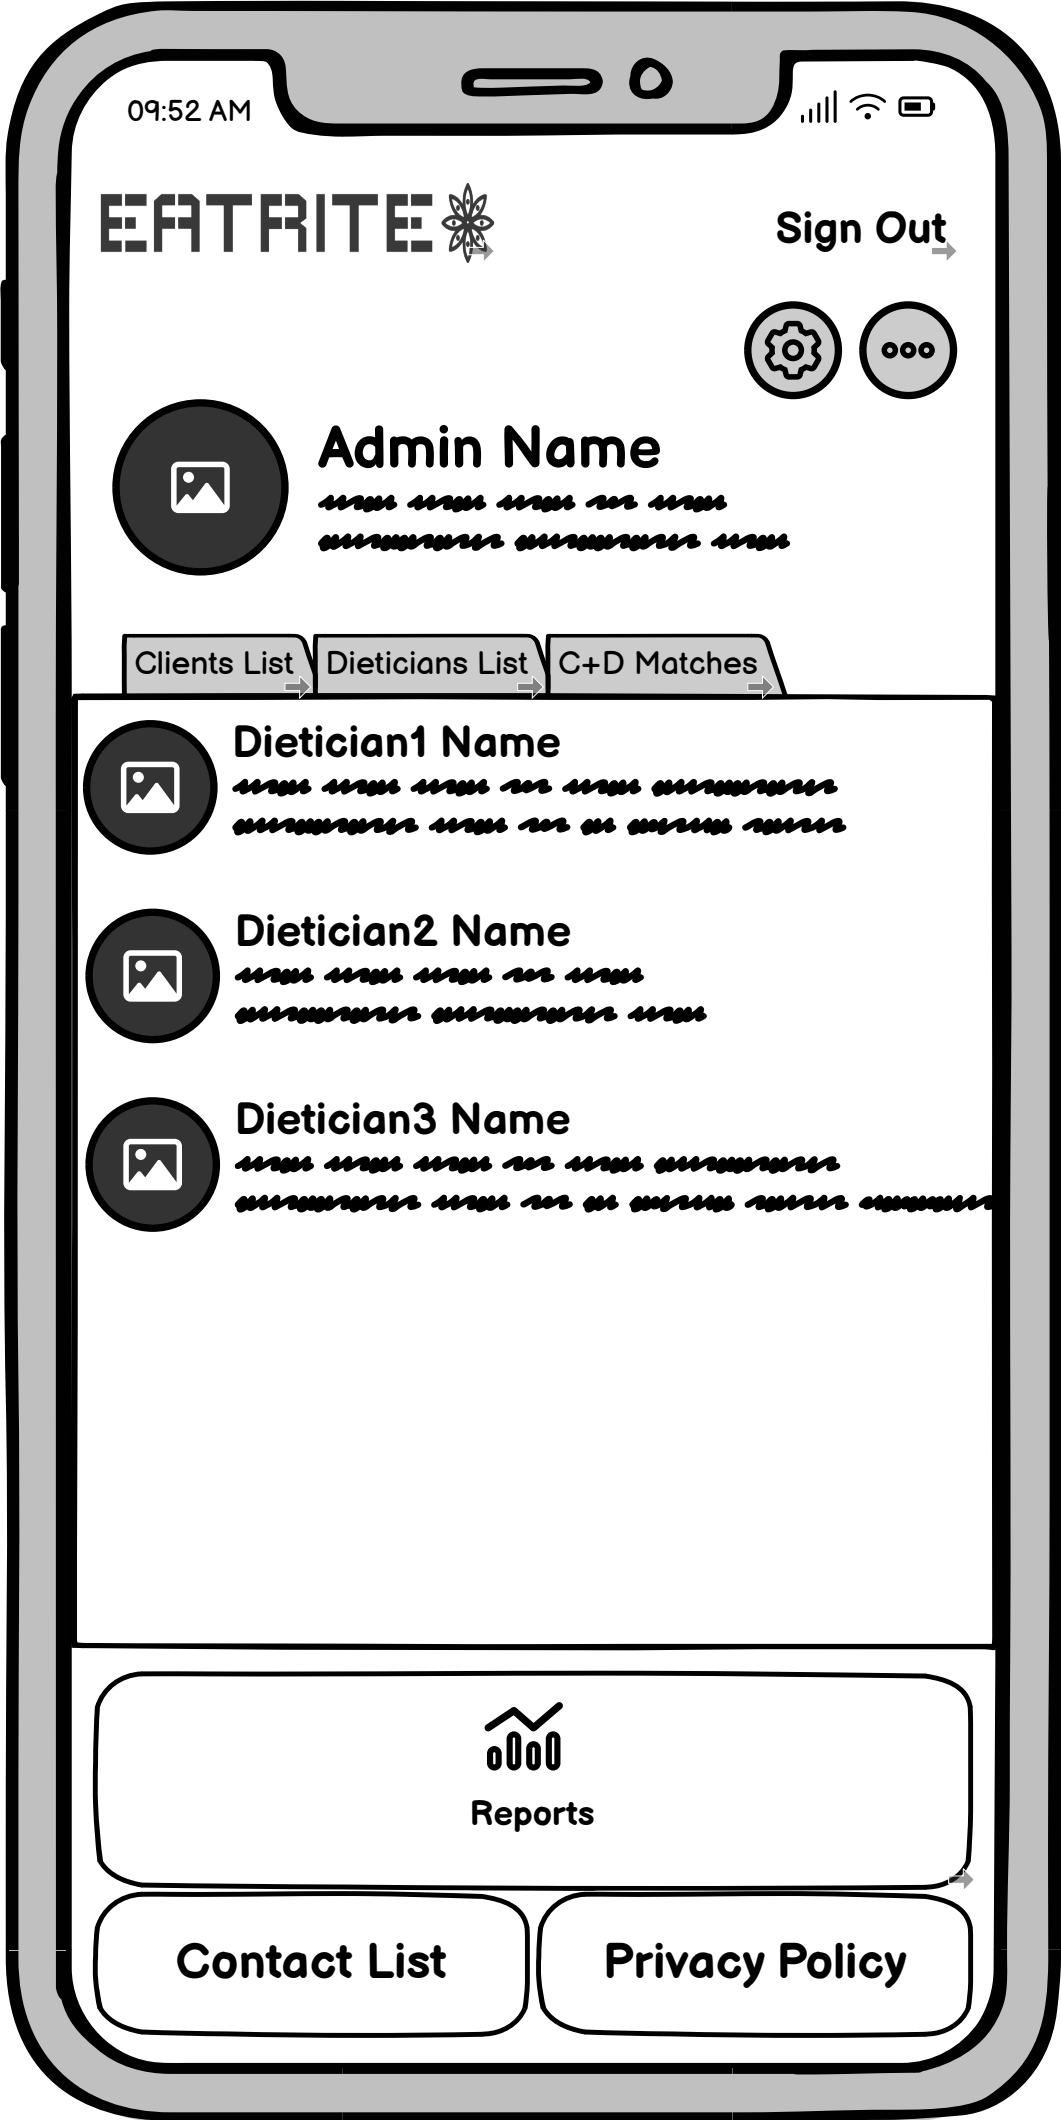 09:52 AM
EATRITE
Sign Out
Admin Name
Clients List Dieticians List C+D Matches
Dietician1 Name
Dietician2 Name
Dietician3 Name
Reports
Contact List Privacy Policy